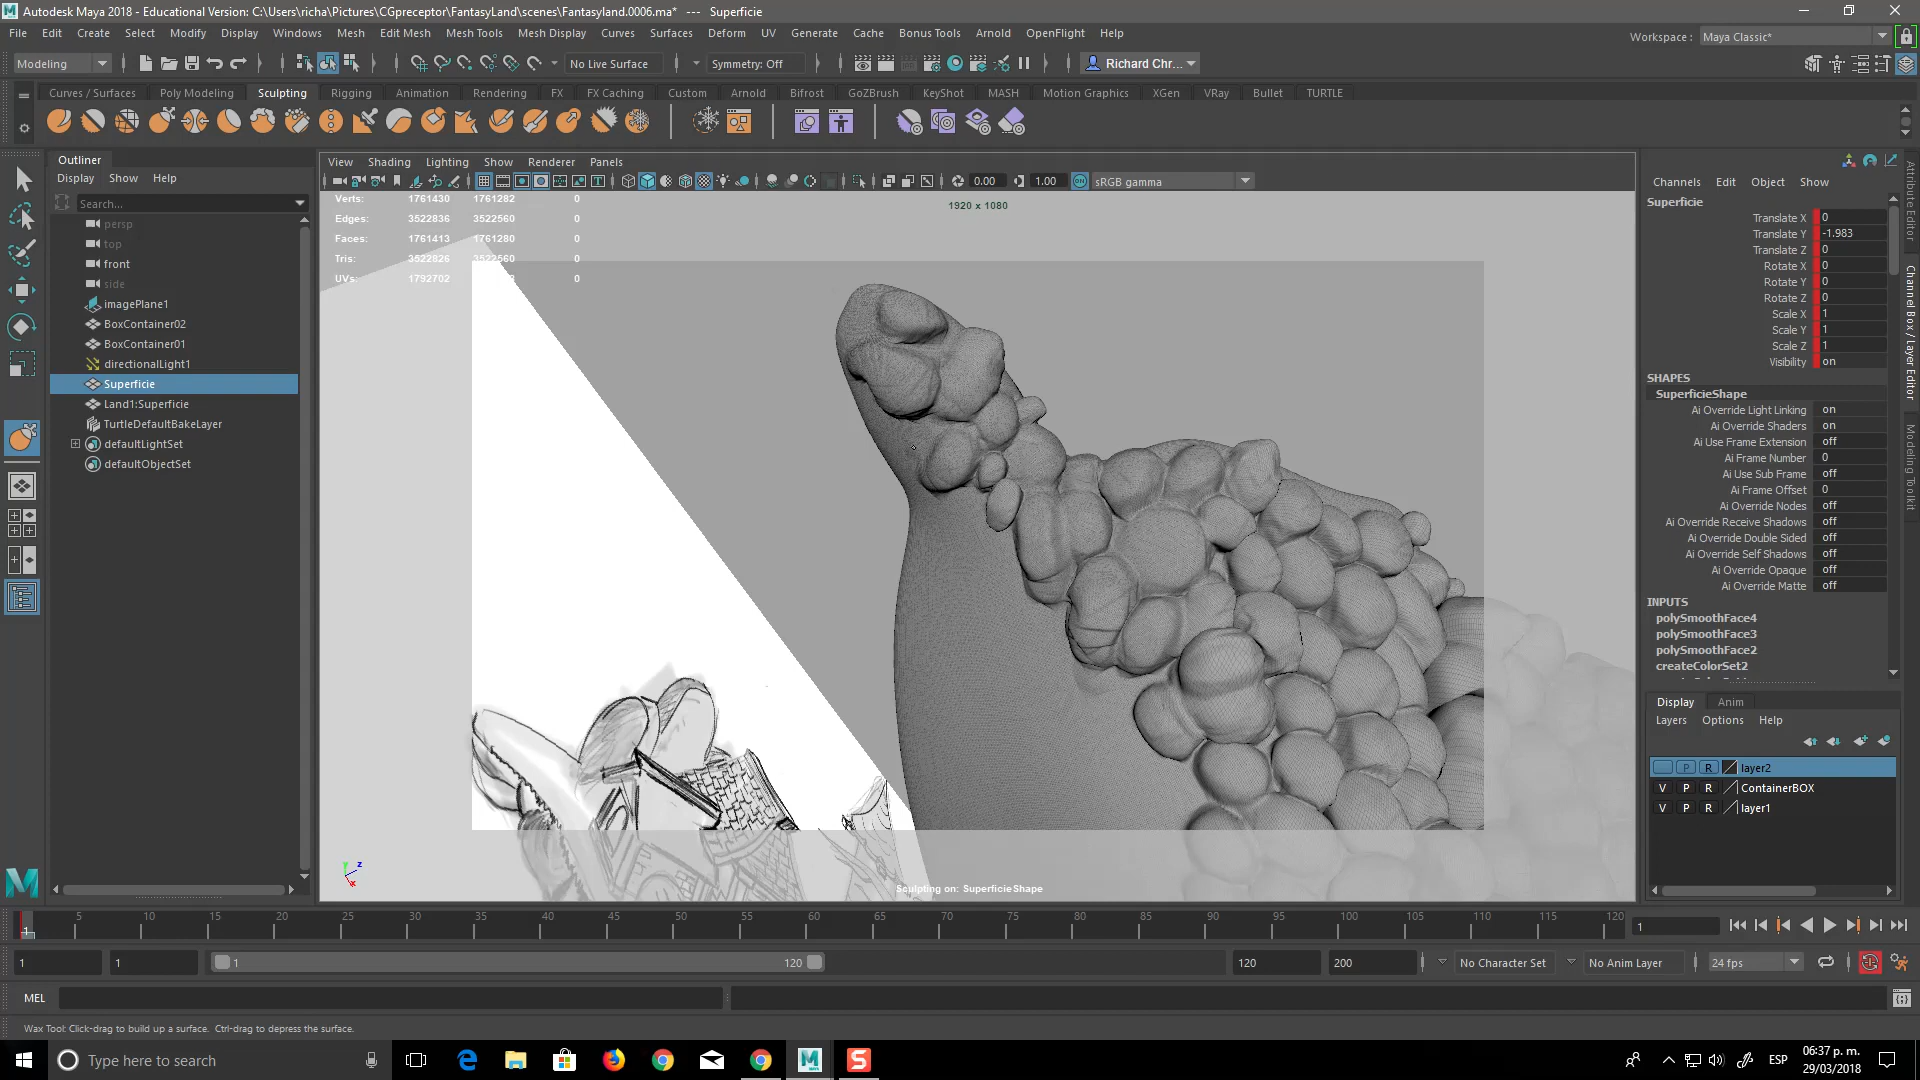 Autodesk Maya 2018 - Educational Version: C:\Users\richa\Pictures\CGpreceptor\FantasyLand\scenes\Fantasyland.0006.ma* --- Superficie
File Edit Create Select Modify Display Windows Mesh Edit Mesh Mesh Tools Mesh Display Curves Surfaces Deform UV Generate Cache Bonus Tools Arnold OpenFlight Help
Workspace : Maya Classic*
Modeling No Live Surface Symmetry: Off Richard Chr...
Curves / Surfaces Poly Modeling Sculpting Rigging Animation Rendering FX FX Caching Custom Arnold Bifrost GoZBrush KeyShot MASH Motion Graphics XGen VRay Bullet TURTLE
Outliner
Display Show Help
Search...
persp
top
front
side
imagePlane1
BoxContainer02
BoxContainer01
directionalLight1
Superficie
Land1:Superficie
TurtleDefaultBakeLayer
defaultLightSet
defaultObjectSet
View Shading Lighting Show Renderer Panels
0.00 1.00 ON sRGB gamma
Verts: 1761430 1761282 0
Edges: 3522836 3522560 0
Faces: 1761413 1761280 0
Tris: 3522826 3522560 0
UVs: 1792702 0
1920 x 1080
Sculpting on: SuperficieShape
Channels Edit Object Show
Superficie
Translate X 0
Translate Y -1.983
Translate Z 0
Rotate X 0
Rotate Y 0
Rotate Z 0
Scale X 1
Scale Y 1
Scale Z 1
Visibility on
SHAPES
SuperficieShape
Ai Override Light Linking on
Ai Override Shaders on
Ai Use Frame Extension off
Ai Frame Number 0
Ai Use Sub Frame off
Ai Frame Offset 0
Ai Override Nodes off
Ai Override Receive Shadows off
Ai Override Double Sided off
Ai Override Self Shadows off
Ai Override Opaque off
Ai Override Matte off
INPUTS
polySmoothFace4
polySmoothFace3
polySmoothFace2
createColorSet2
Display Anim
Layers Options Help
P R layer2
V P R ContainerBOX
V P R layer1
Attribute Editor
Channel Box / Layer Editor
Modeling Toolkit
5 10 15 20 25 30 35 40 45 50 55 60 65 70 75 80 85 90 95 100 105 110 115 120
1 1
1 1 1 120 120 200 No Character Set No Anim Layer 24 fps
MEL
Wax Tool: Click-drag to build up a surface. Ctrl-drag to depress the surface.
Type here to search
ESP
06:37 p. m.
29/03/2018